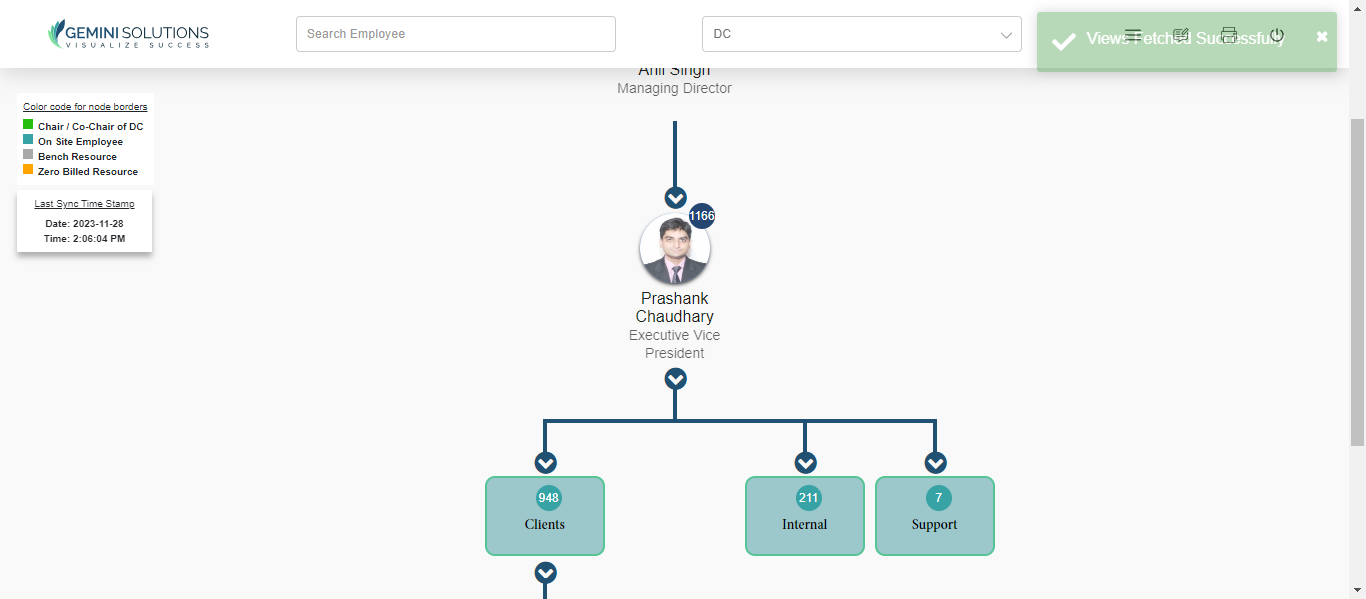 GEMINI SOLUTIONS
VISUALIZE SUCCESS
Search Employee
DC
Views Fetched Successfully
Anil Singh
Managing Director
Color code for node borders
Chair / Co-Chair of DC
On Site Employee
Bench Resource
Zero Billed Resource
Last Sync Time Stamp
Date: 2023-11-28
Time: 2:06:04 PM
1166
Prashank
Chaudhary
Executive Vice
President
948
Clients
211
Internal
7
Support